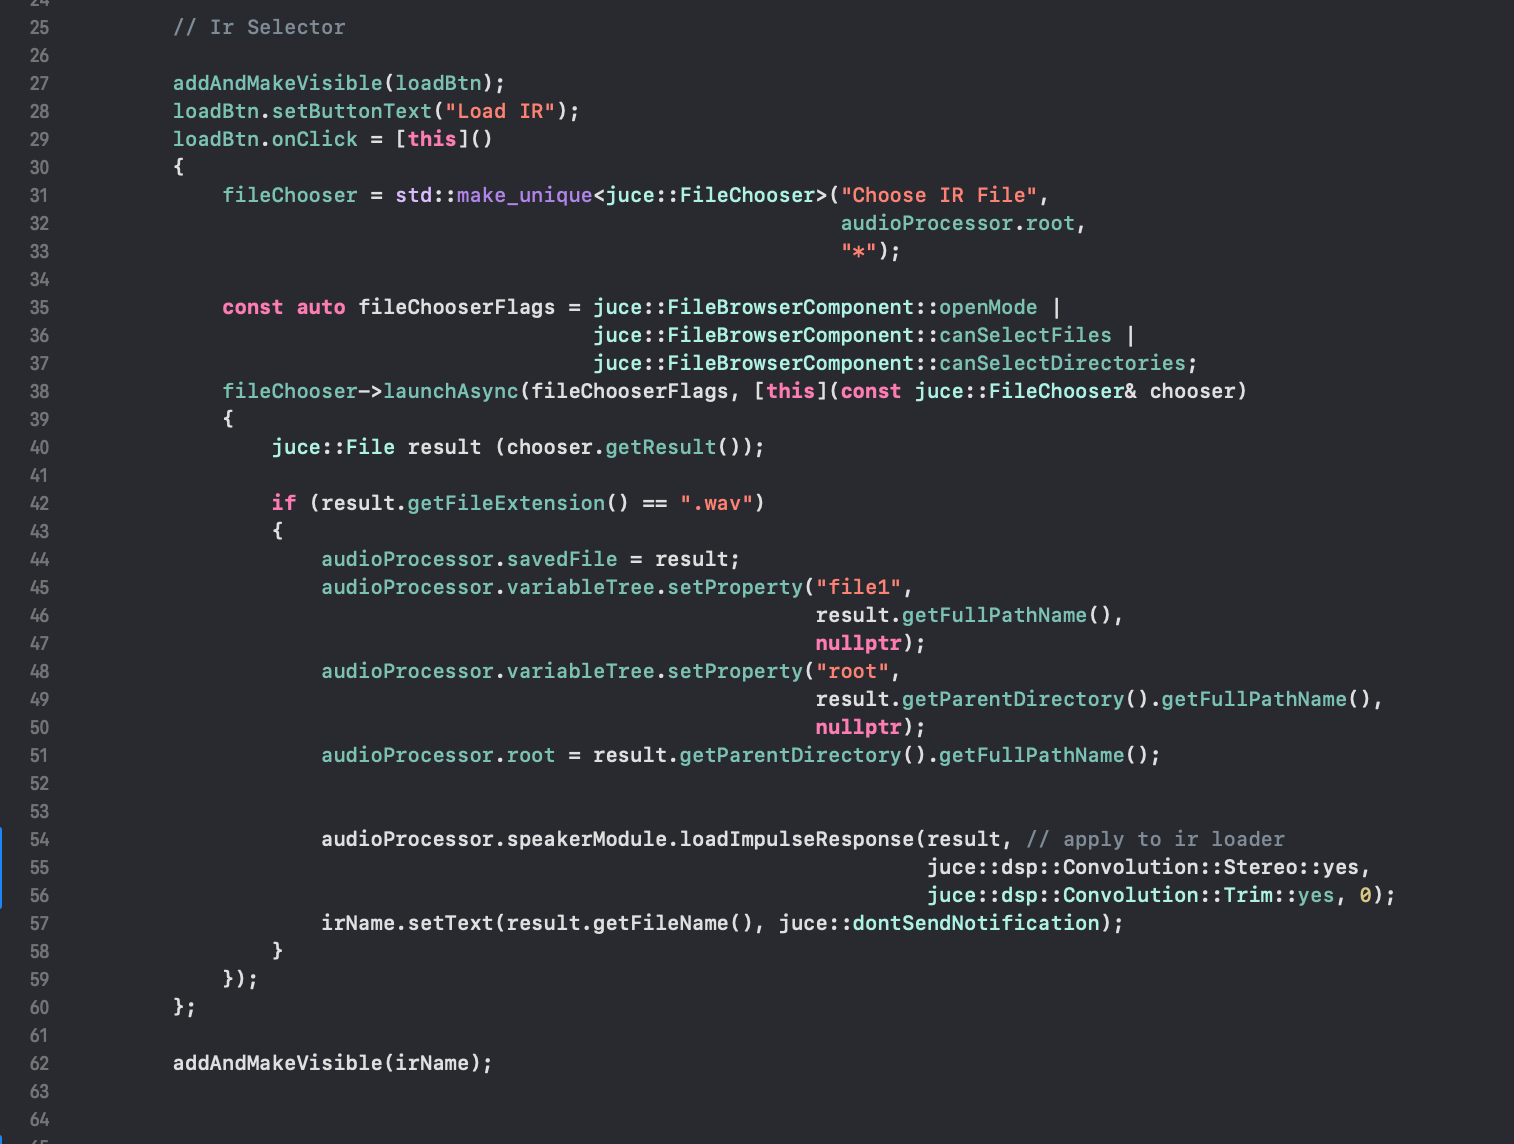 25 // Ir Selector
26
27 addAndMakeVisible(loadBtn);
28 loadBtn.setButtonText("Load IR");
29 loadBtn.onClick = [this]()
30 {
31 fileChooser = std::make_unique<juce::FileChooser>("Choose IR File",
32 audioProcessor.root,
33 "*");
34
35 const auto fileChooserFlags = juce::FileBrowserComponent::openMode |
36 juce::FileBrowserComponent::canSelectFiles |
37 juce::FileBrowserComponent::canSelectDirectories;
38 fileChooser->launchAsync(fileChooserFlags, [this](const juce::FileChooser& chooser)
39 {
40 juce::File result (chooser.getResult());
41
42 if (result.getFileExtension() == ".wav")
43 {
44 audioProcessor.savedFile = result;
45 audioProcessor.variableTree.setProperty("file1",
46 result.getFullPathName(),
47 nullptr);
48 audioProcessor.variableTree.setProperty("root",
49 result.getParentDirectory().getFullPathName(),
50 nullptr);
51 audioProcessor.root = result.getParentDirectory().getFullPathName();
52
53
54 audioProcessor.speakerModule.loadImpulseResponse(result, // apply to ir loader
55 juce::dsp::Convolution::Stereo::yes,
56 juce::dsp::Convolution::Trim::yes, 0);
57 irName.setText(result.getFileName(), juce::dontSendNotification);
58 }
59 });
60 };
61
62 addAndMakeVisible(irName);
63
64